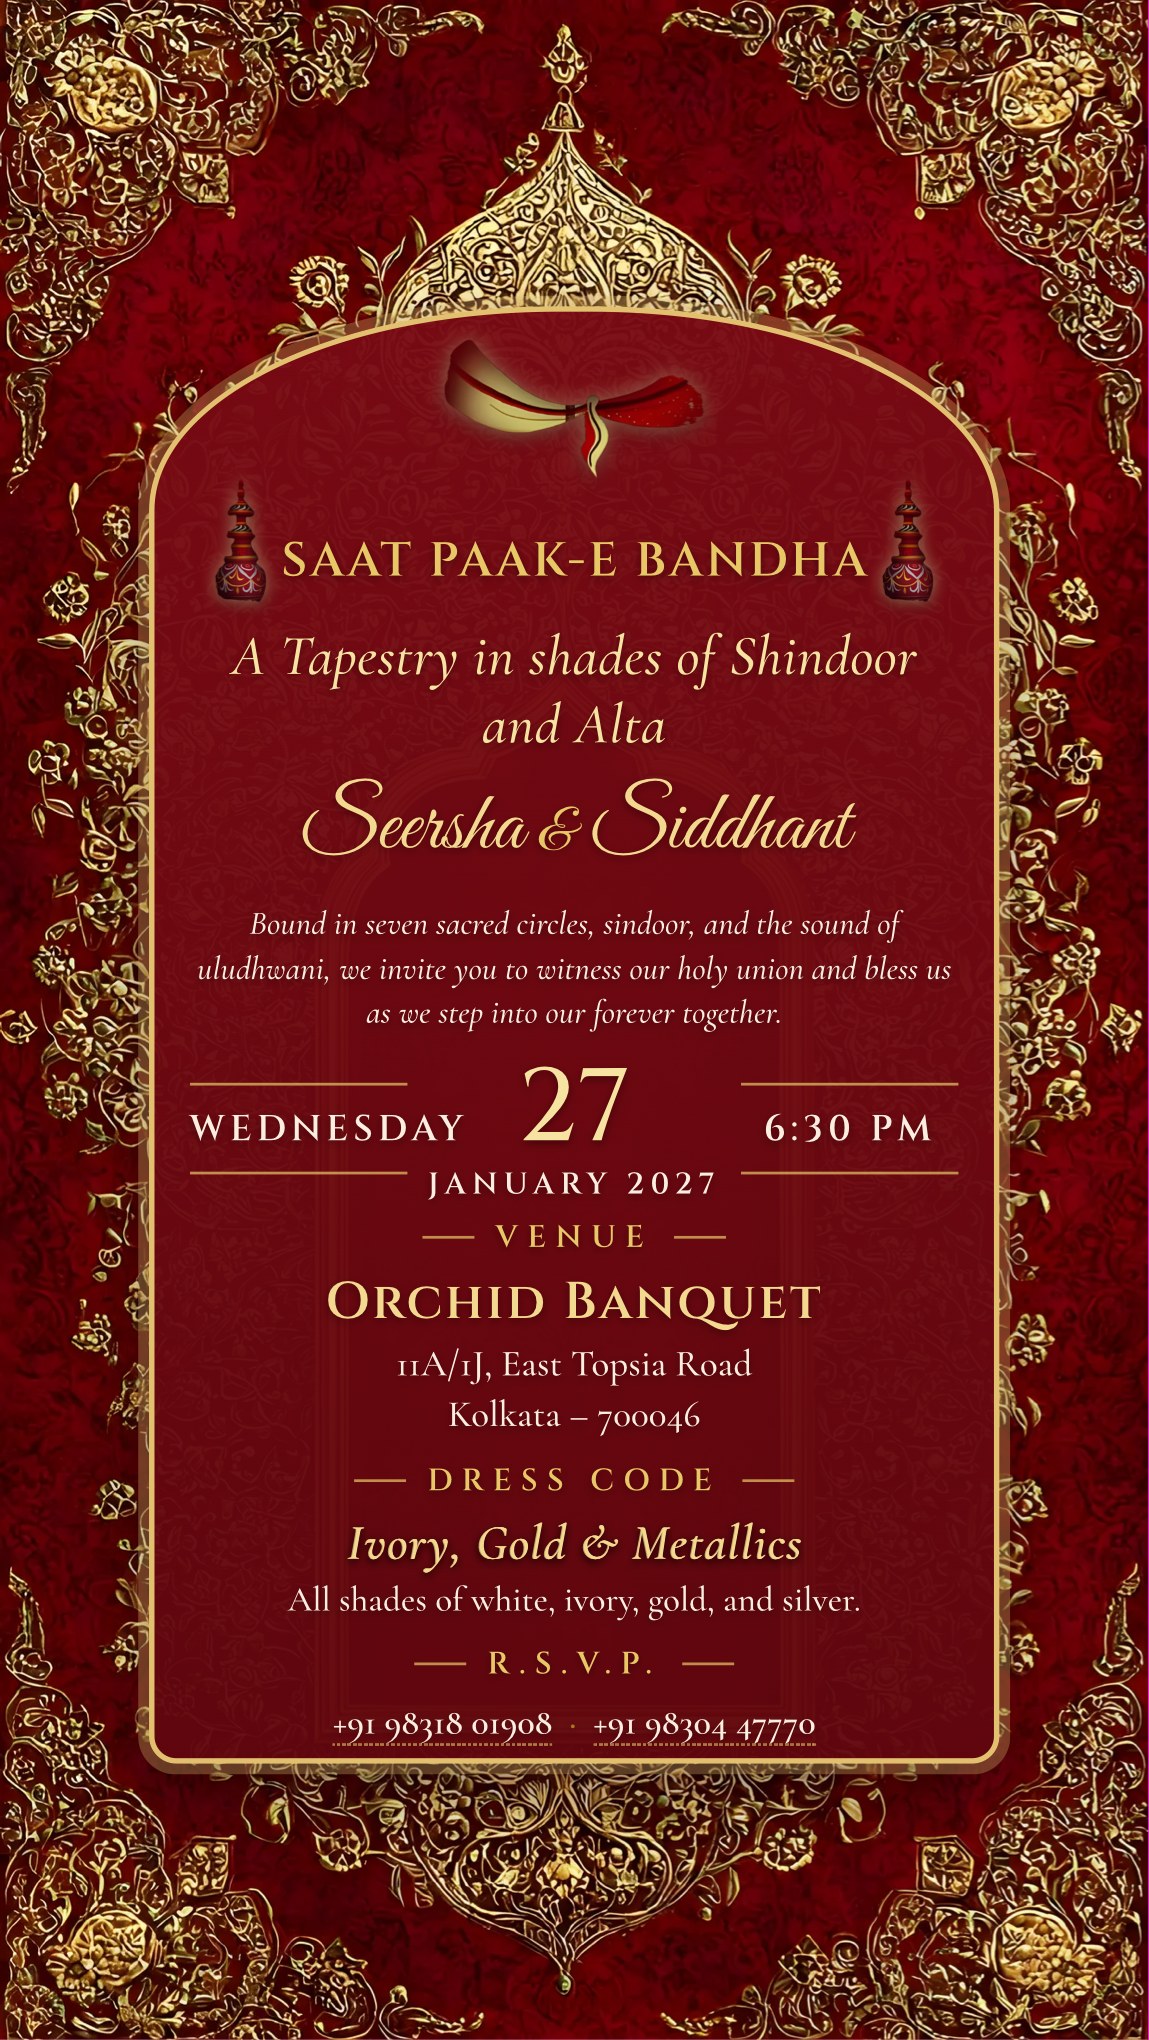 SAAT PAAK-E BANDHA
A Tapestry in shades of Shindoor
and Alta
Seersha & Siddhant
Bound in seven sacred circles, sindoor, and the sound of
uludhwani, we invite you to witness our holy union and bless us
as we step into our forever together.
WEDNESDAY 27 6:30 PM
JANUARY 2027
VENUE
ORCHID BANQUET
11A/1J, East Topsia Road
Kolkata – 700046
DRESS CODE
Ivory, Gold & Metallics
All shades of white, ivory, gold, and silver.
R.S.V.P.
+91 98318 01908 · +91 98304 47770